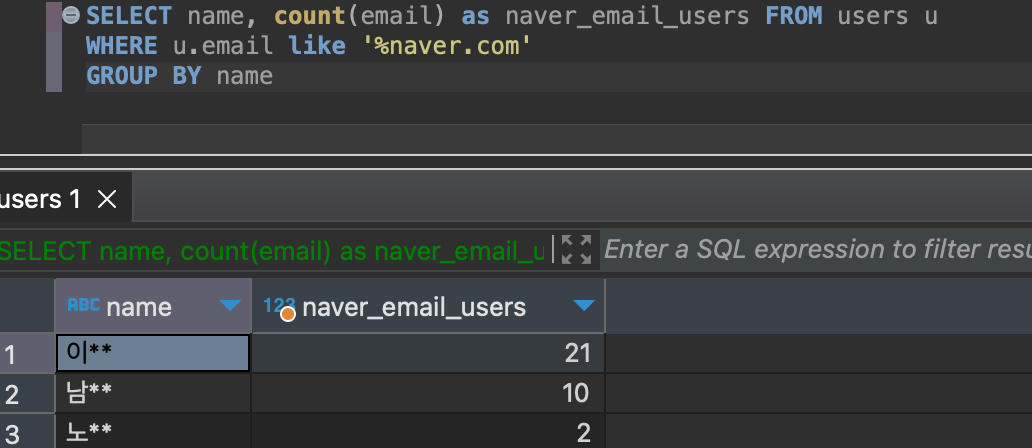 SELECT name, count(email) as naver_email_users FROM users u
WHERE u.email like '%naver.com'
GROUP BY name
users 1
SELECT name, count(email) as naver_email_u
Enter a SQL expression to filter resu
ABC name 123 naver_email_users
1 이** 21
2 남** 10
3 노** 2